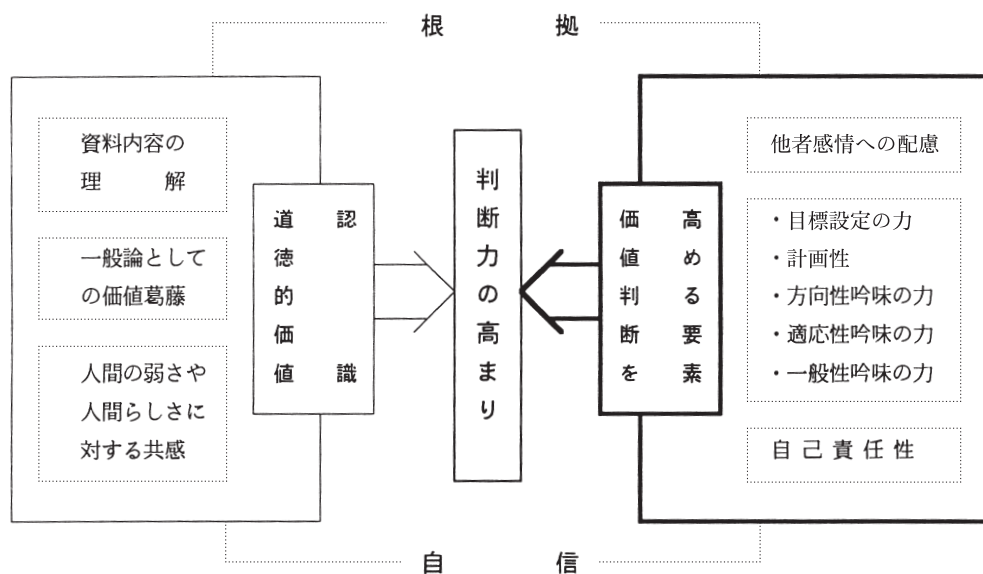 根拠
資料内容の
理解
一般論として
の価値葛藤
人間の弱さや
人間らしさに
対する共感
道徳的価値
認識
判断力の高まり
価値判断を
高める要素
他者感情への配慮
・目標設定の力
・計画性
・方向性吟味の力
・適応性吟味の力
・一般性吟味の力
自己責任性
自信